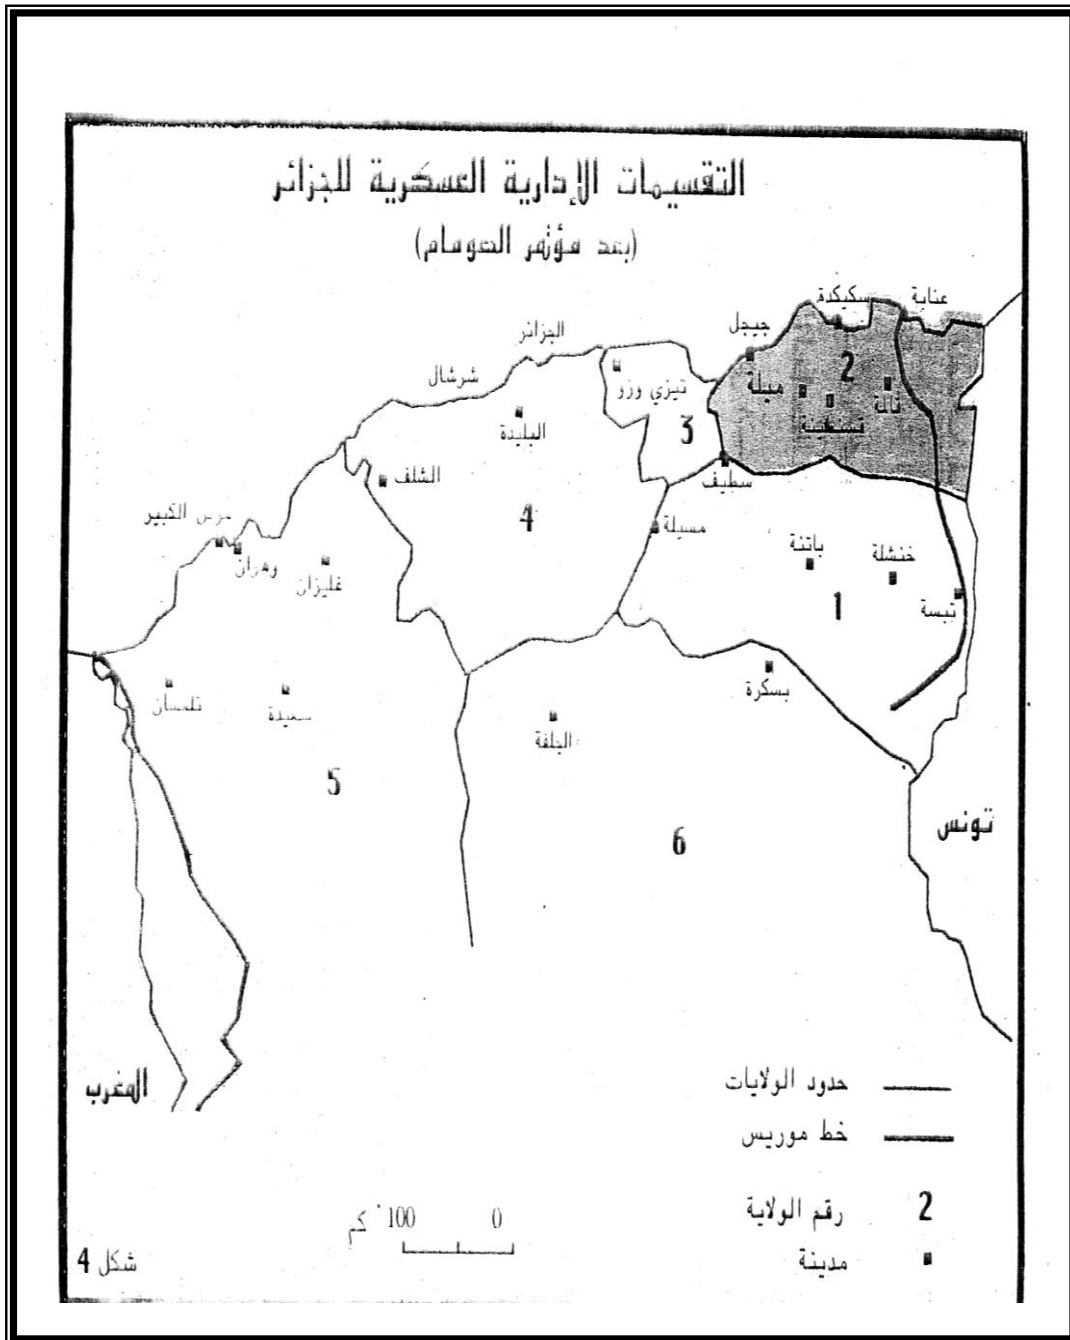 التقسيمات الإدارية العسكرية للجزائر
(بعد مؤتمر الصومام)
عنابة
سكيكدة
جيجل
الجزائر
شرشال
2
تيزي وزو
ميلة
قالمة
قسنطينة
البليدة
3
سطيف
الشلف
4
مسيلة
المرسى الكبير
وهران
غليزان
باتنة
خنشلة
تبسة
1
بسكرة
تلمسان
سعيدة
الجلفة
5
6
تونس
المغرب
حدود الولايات
خط موريس
2 رقم الولاية
مدينة
0 100 كم
شكل 4